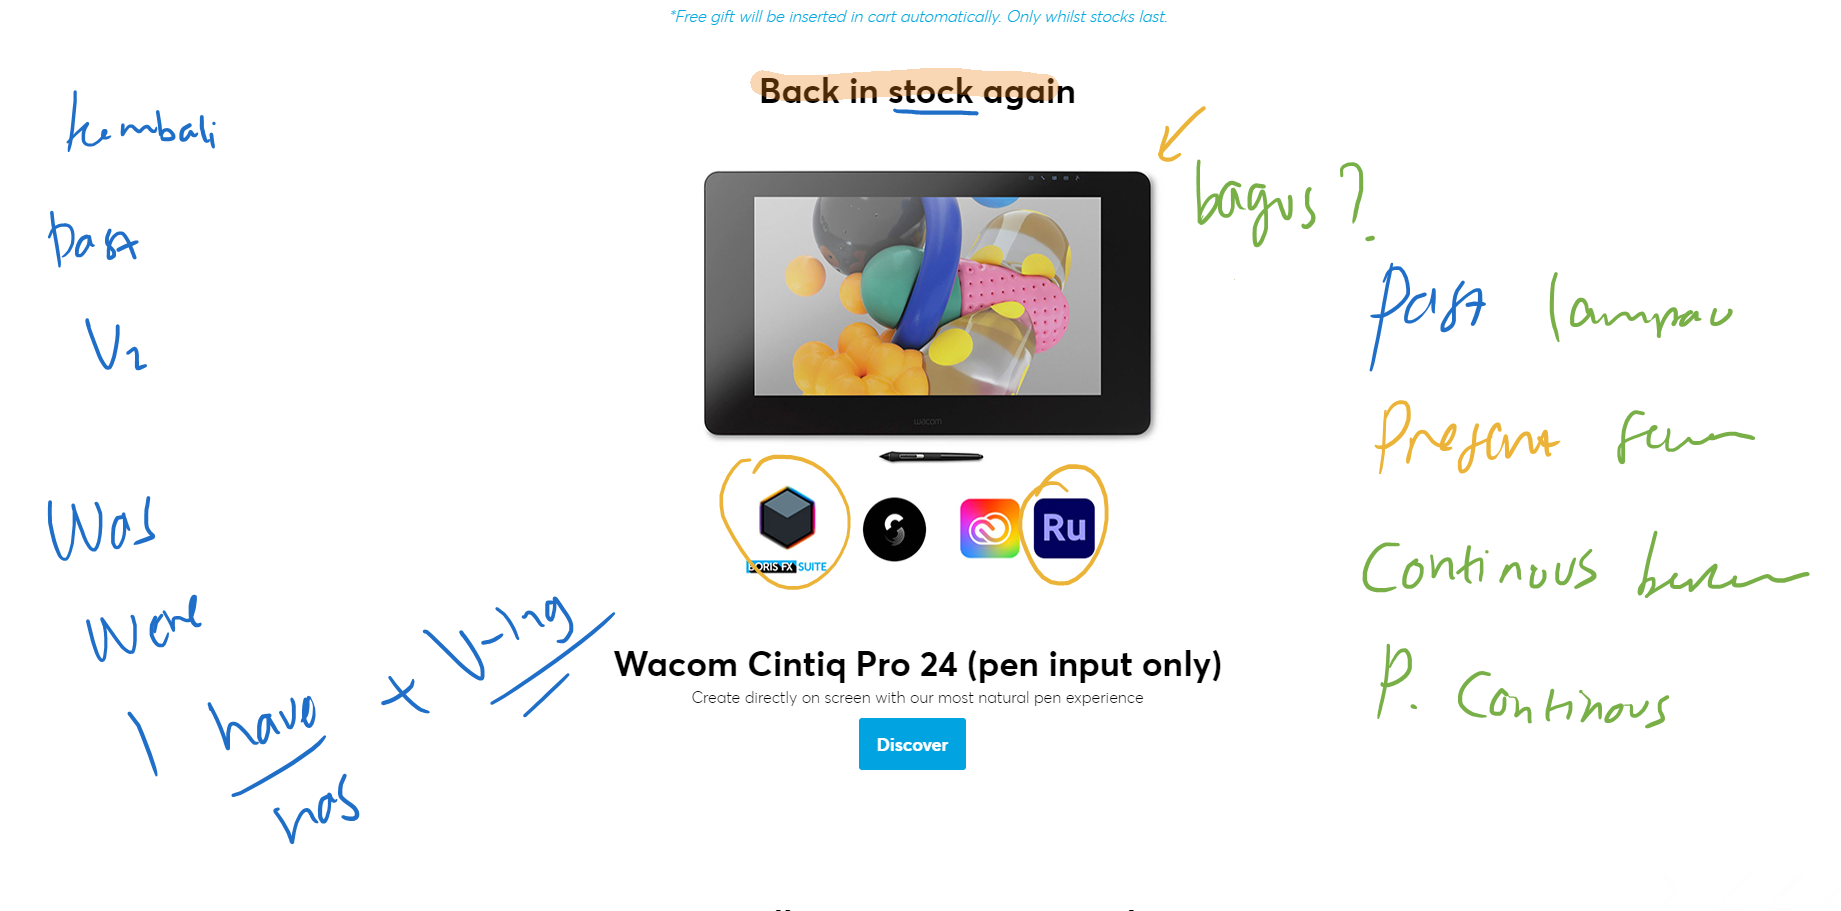 *Free gift will be inserted in cart automatically. Only whilst stocks last.
Back in stock again
kembali
bagus?
past
Past lampau
V2
Present
wacom
Was
Ru
BORIS FX SUITE
Continous
Were
V-ing
Wacom Cintiq Pro 24 (pen input only)
+
I have
Create directly on screen with our most natural pen experience
P. Continous
Discover
has